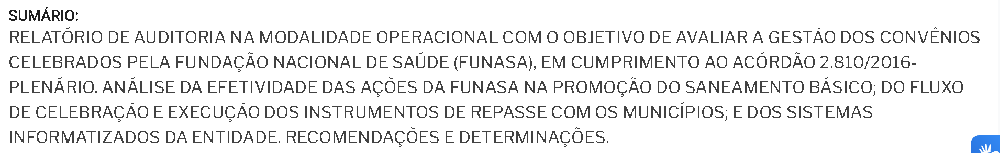 SUMÁRIO:
RELATÓRIO DE AUDITORIA NA MODALIDADE OPERACIONAL COM O OBJETIVO DE AVALIAR A GESTÃO DOS CONVÊNIOS
CELEBRADOS PELA FUNDAÇÃO NACIONAL DE SAÚDE (FUNASA), EM CUMPRIMENTO AO ACÓRDÃO 2.810/2016-
PLENÁRIO. ANÁLISE DA EFETIVIDADE DAS AÇÕES DA FUNASA NA PROMOÇÃO DO SANEAMENTO BÁSICO; DO FLUXO
DE CELEBRAÇÃO E EXECUÇÃO DOS INSTRUMENTOS DE REPASSE COM OS MUNICÍPIOS; E DOS SISTEMAS
INFORMATIZADOS DA ENTIDADE. RECOMENDAÇÕES E DETERMINAÇÕES.